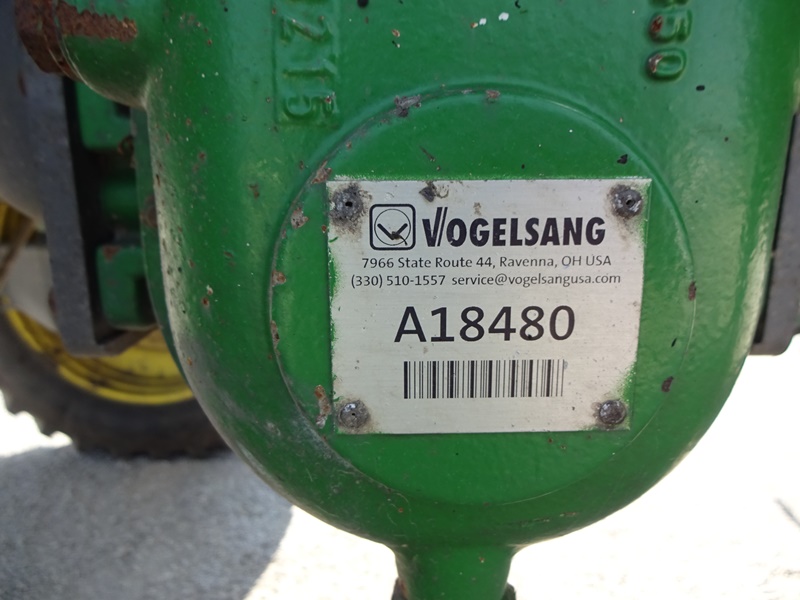 VOGELSANG
7966 State Route 44, Ravenna, OH USA
(330) 510-1557 service@vogelsangusa.com
A18480